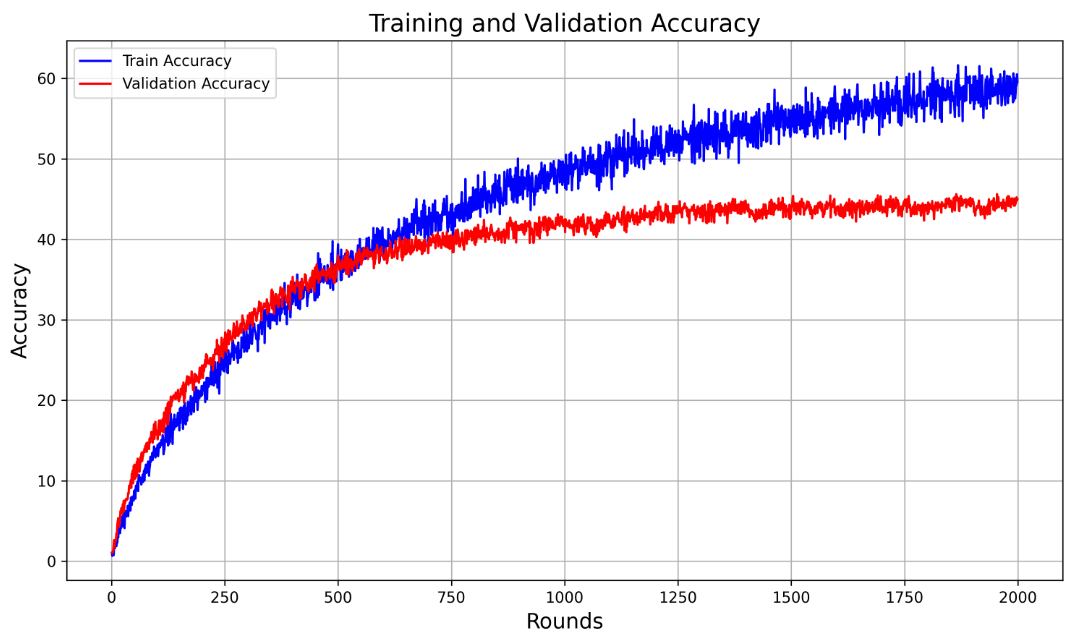 Training and Validation Accuracy
Train Accuracy
Validation Accuracy
Accuracy
60
50
40
30
20
10
0
0 250 500 750 1000 1250 1500 1750 2000
Rounds